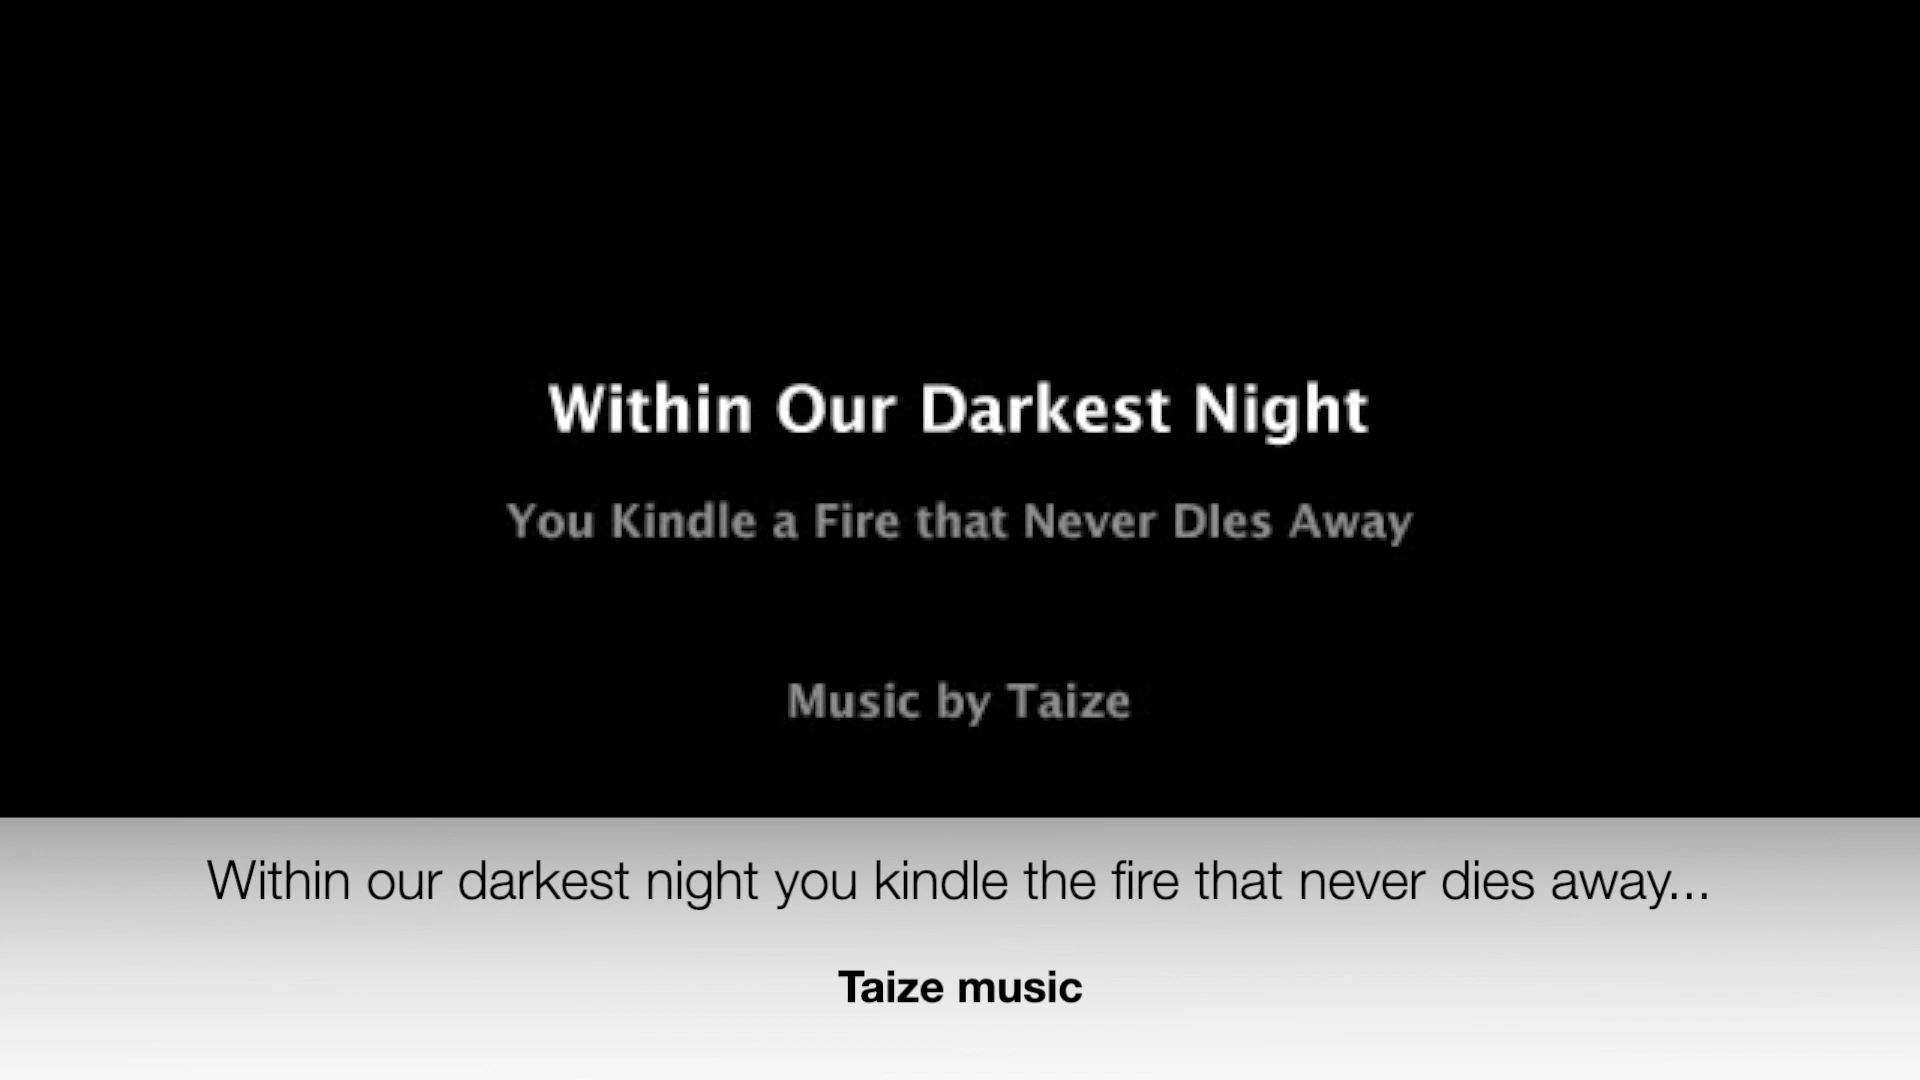 Within Our Darkest Night
You Kindle a Fire that Never DIes Away
Music by Taize
Within our darkest night you kindle the fire that never dies away...
Taize music